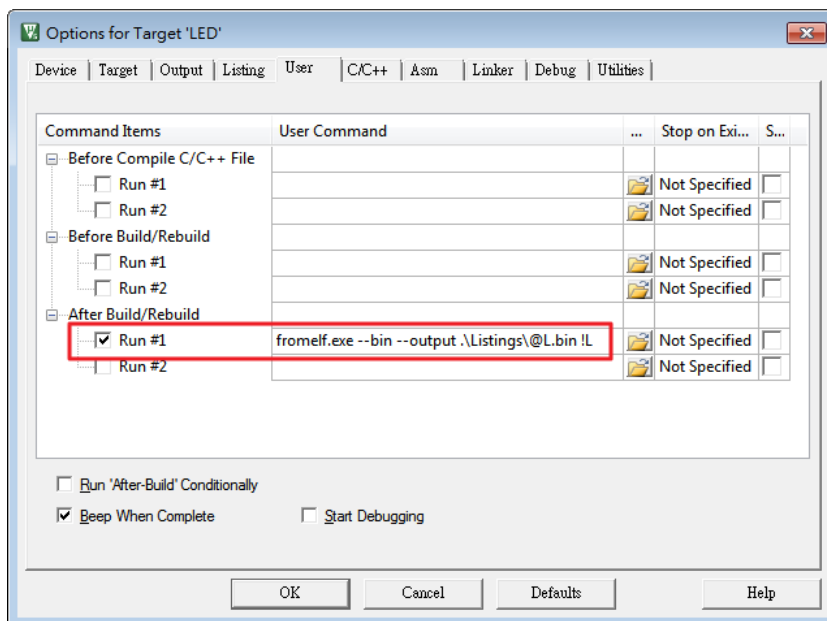 Options for Target 'LED'
Device Target Output Listing User C/C++ Asm Linker Debug Utilities
Command Items User Command ... Stop on Exi... S...
Before Compile C/C++ File
Run #1 Not Specified
Run #2 Not Specified
Before Build/Rebuild
Run #1 Not Specified
Run #2 Not Specified
After Build/Rebuild
Run #1 fromelf.exe --bin --output .\Listings\@L.bin !L Not Specified
Run #2 Not Specified
Run 'After-Build' Conditionally
Beep When Complete Start Debugging
OK Cancel Defaults Help